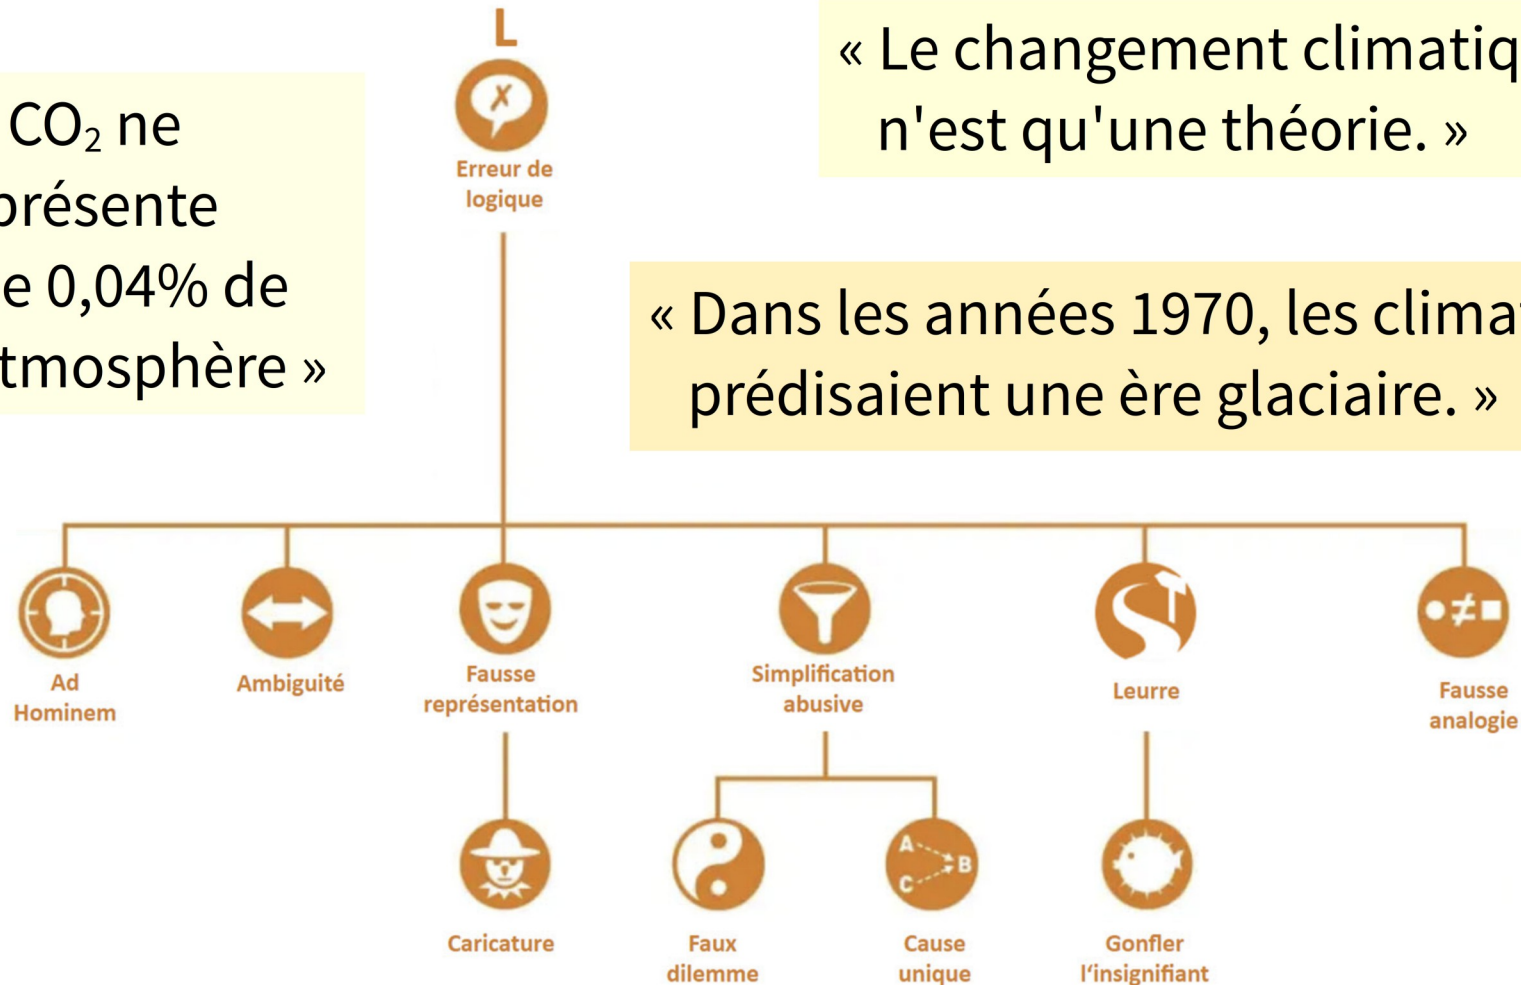 L
Erreur de
logique
CO₂ ne
présente
e 0,04% de
tmosphère »
« Le changement climatiq
n'est qu'une théorie. »
« Dans les années 1970, les climat
prédisaient une ère glaciaire. »
Ad
Hominem
Ambiguité
Fausse
représentation
Simplification
abusive
Leurre
Fausse
analogie
Caricature
Faux
dilemme
A
B
C
Cause
unique
Gonfler
l'insignifiant